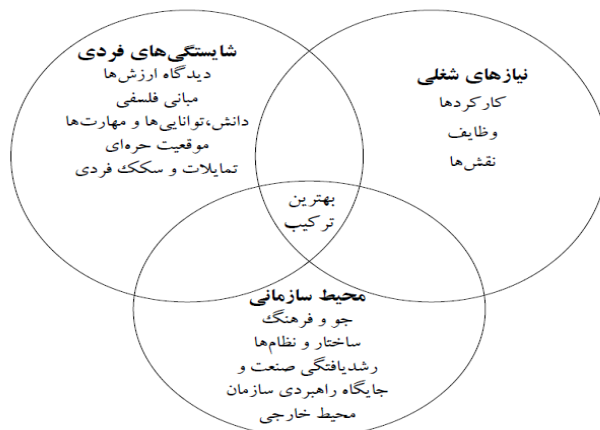 شایستگی‌های فردی
دیدگاه ارزش‌ها
مبانی فلسفی
دانش،توانایی‌ها و مهارت‌ها
موقعیت حره‌ای
تمایلات و سکک فردی
نیازهای شغلی
کارکردها
وظایف
نقش‌ها
بهترین
ترکیب
محیط سازمانی
جو و فرهنگ
ساختار و نظام‌ها
رشدیافتگی صنعت و
جایگاه راهبردی سازمان
محیط خارجی